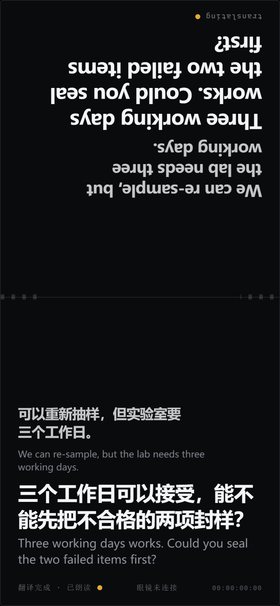 translating
first?
the two failed items
works. Could you seal
Three working days
working days.
the lab needs three
We can re-sample, but
可以重新抽样，但实验室要
三个工作日。
We can re-sample, but the lab needs three
working days.
三个工作日可以接受，能不
能先把不合格的两项封样？
Three working days works. Could you seal
the two failed items first?
翻译完成 · 已朗读
眼镜未连接
00:00:00:00